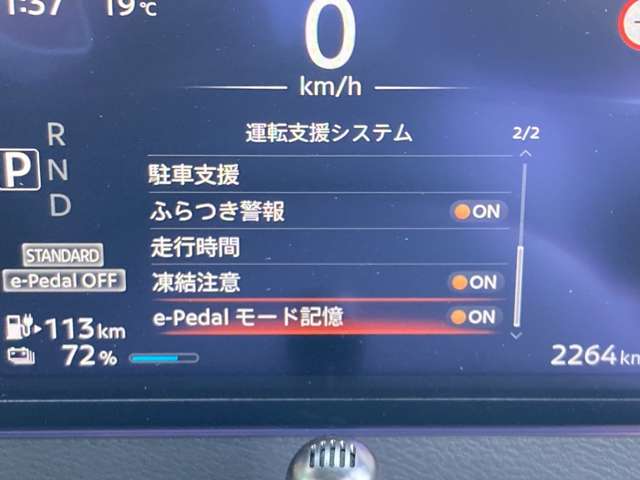 1:37 19℃
0
km/h
運転支援システム 2/2
R
N
D
P
駐車支援
ふらつき警報 ON
走行時間
凍結注意 ON
e-Pedal モード記憶 ON
STANDARD
e-Pedal OFF
113km
72%
2264km